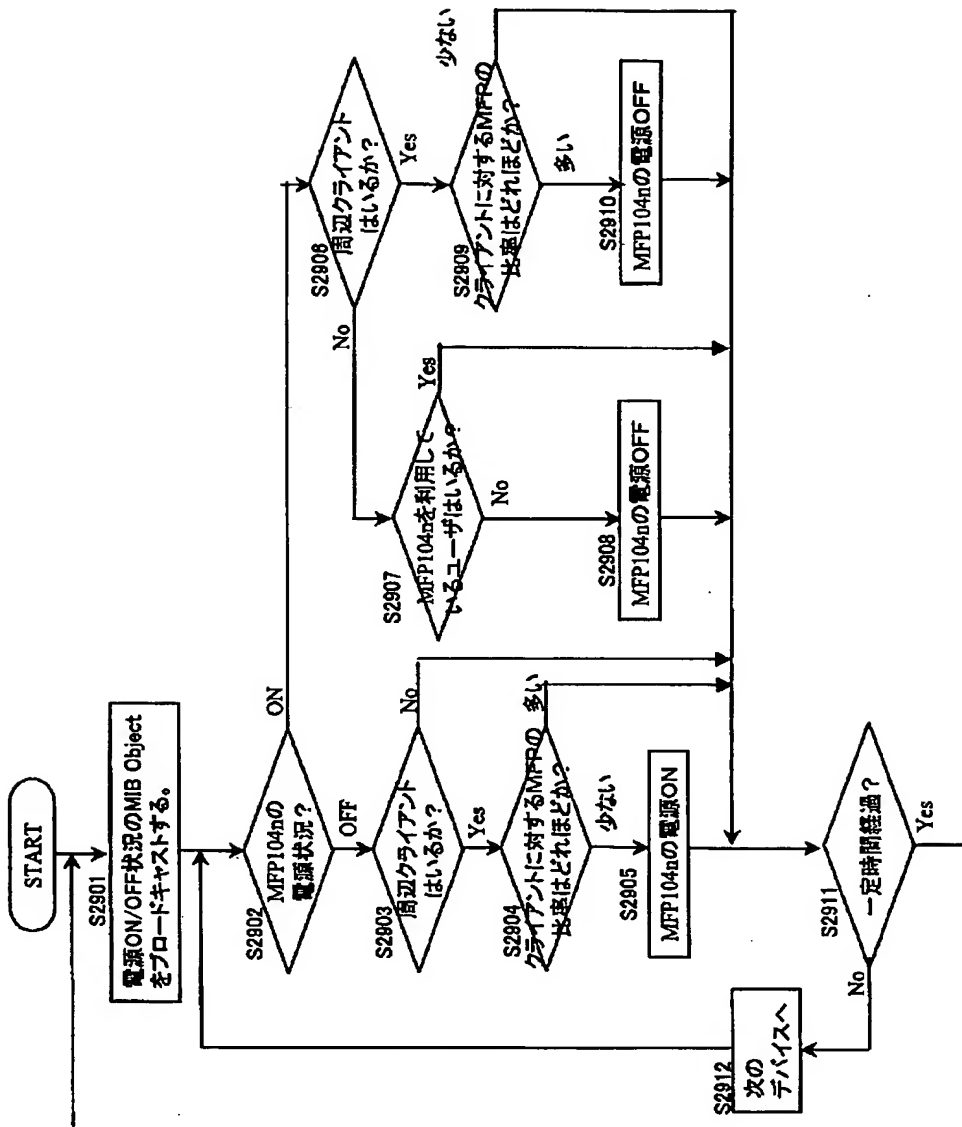 START
S2901
電源ON/OFF状況のMIB Object
をブロードキャストする。
S2902
MFP104nの
電源状況？
ON
OFF
S2903
周辺クライアント
はいるか？
No
Yes
S2904
クライアントに対するMFPの
比率はどれほどか？
多い
少ない
S2905
MFP104nの電源ON
S2906
周辺クライアント
はいるか？
No
Yes
S2907
MFP104nを利用して
いるユーザはいるか？
Yes
No
S2908
MFP104nの電源OFF
S2909
クライアントに対するMFPの
比率はどれほどか？
少ない
多い
S2910
MFP104nの電源OFF
S2911
一定時間経過？
No
Yes
S2912
次の
デバイスへ